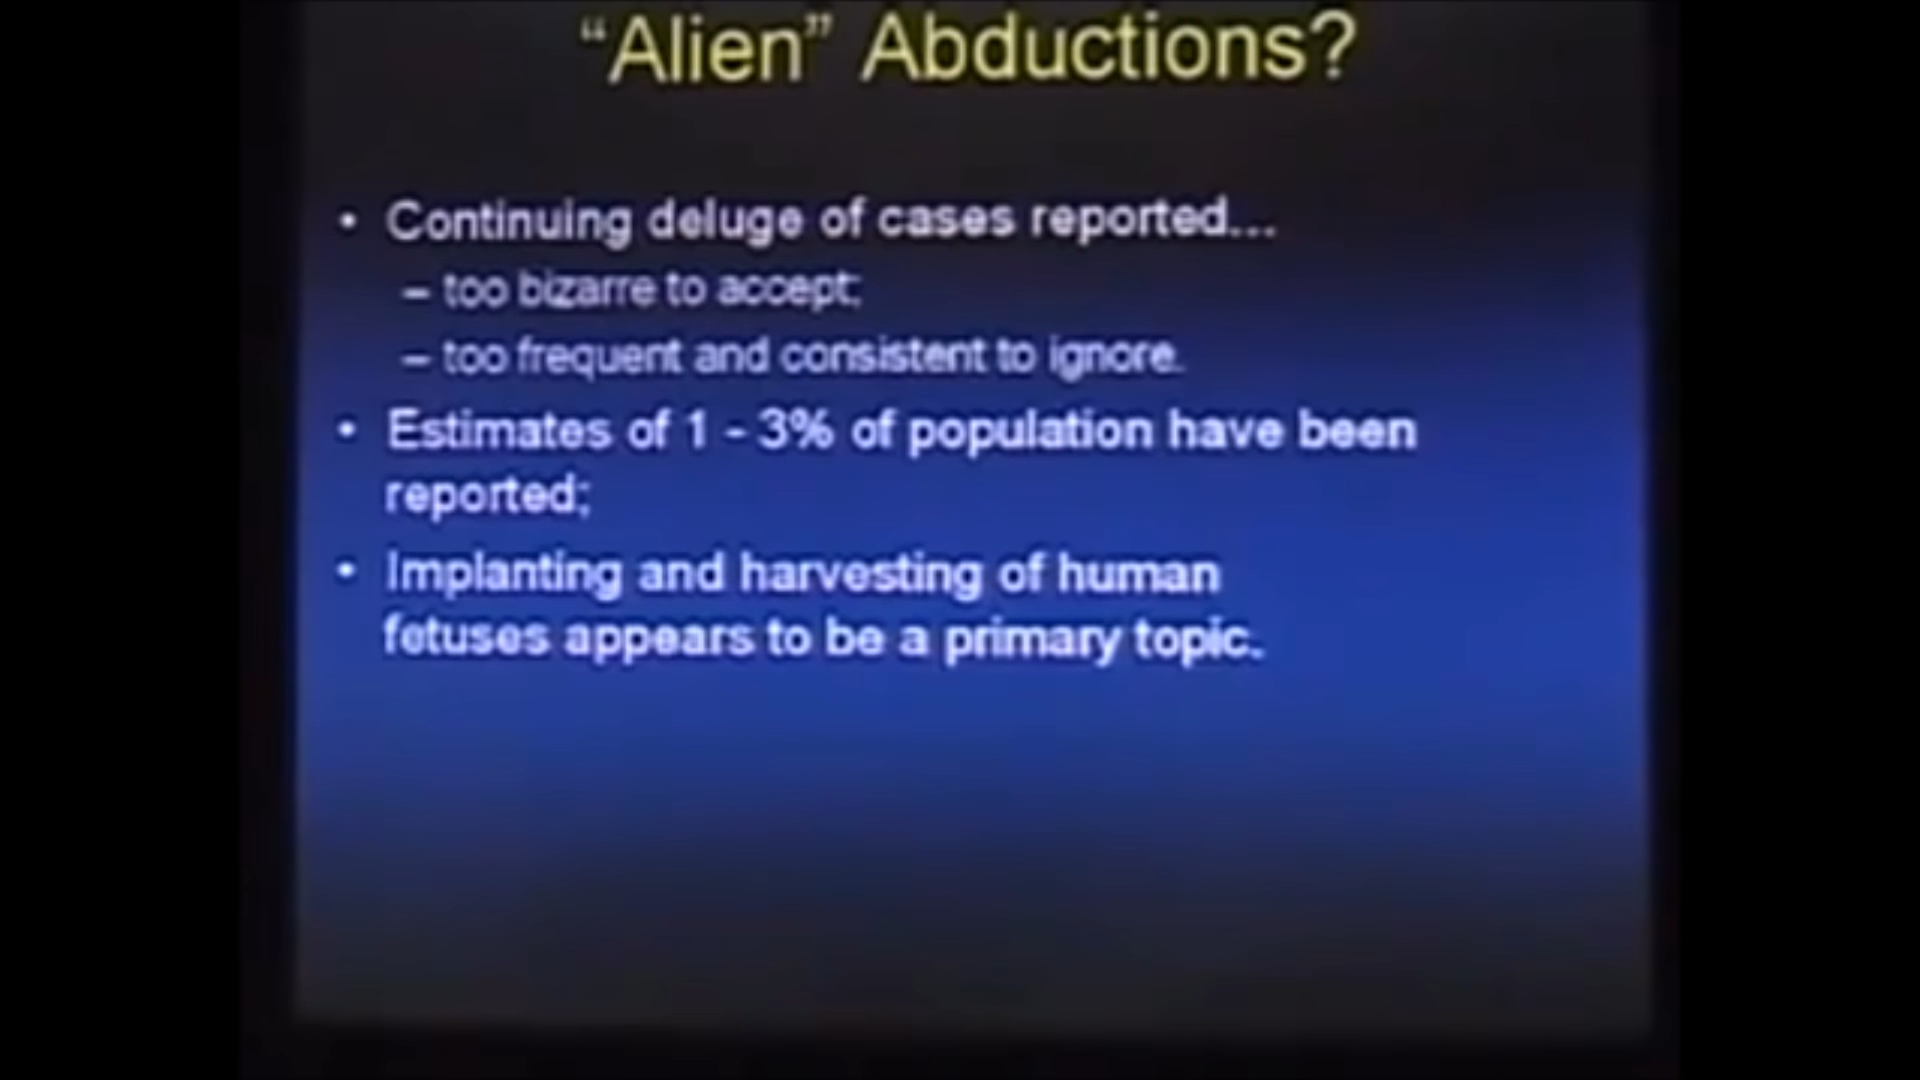 “Alien” Abductions?
• Continuing deluge of cases reported...
– too bizarre to accept;
– too frequent and consistent to ignore.
• Estimates of 1 - 3% of population have been
reported;
• Implanting and harvesting of human
fetuses appears to be a primary topic.